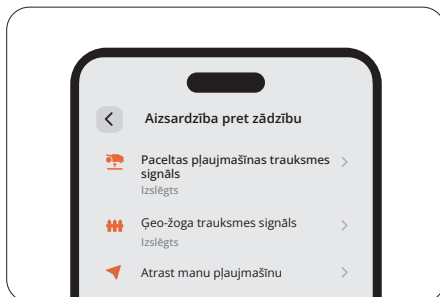 Aizsardzība pret zādzību
Paceltas pļaujmašīnas trauksmes
signāls
Izslēgts
Ģeo-žoga trauksmes signāls
Izslēgts
Atrast manu pļaujmašīnu